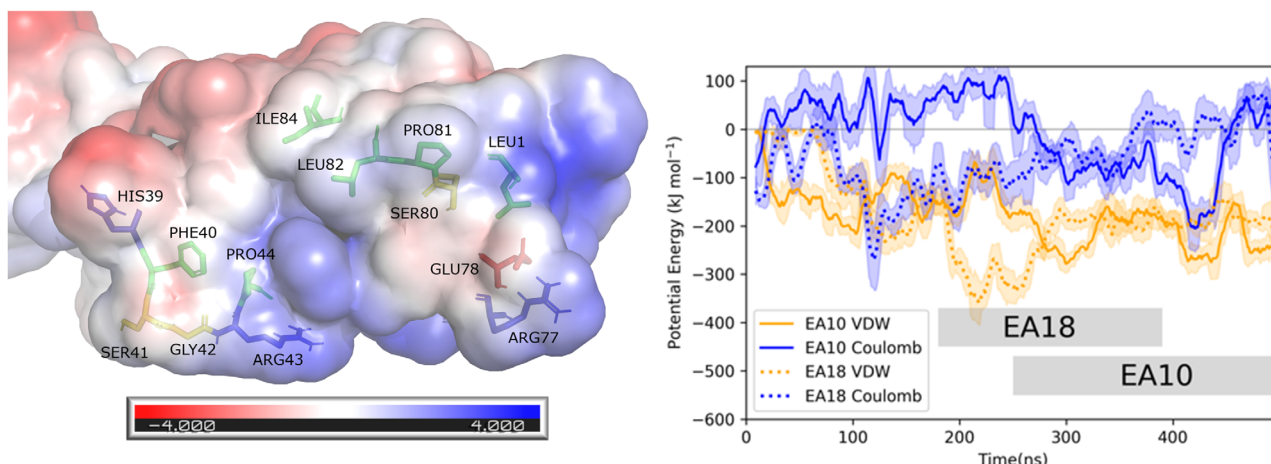 ILE84
PRO81
LEU1
LEU82
HIS39
SER80
PHE40
PRO44
GLU78
SER41
GLY42
ARG43
ARG77
-4.000
4.000
Potential Energy (kJ mol⁻¹)
100
0
−100
−200
−300
−400
−500
−600
EA10 VDW
EA10 Coulomb
EA18 VDW
EA18 Coulomb
EA18
EA10
0
100
200
300
400
Time(ns)